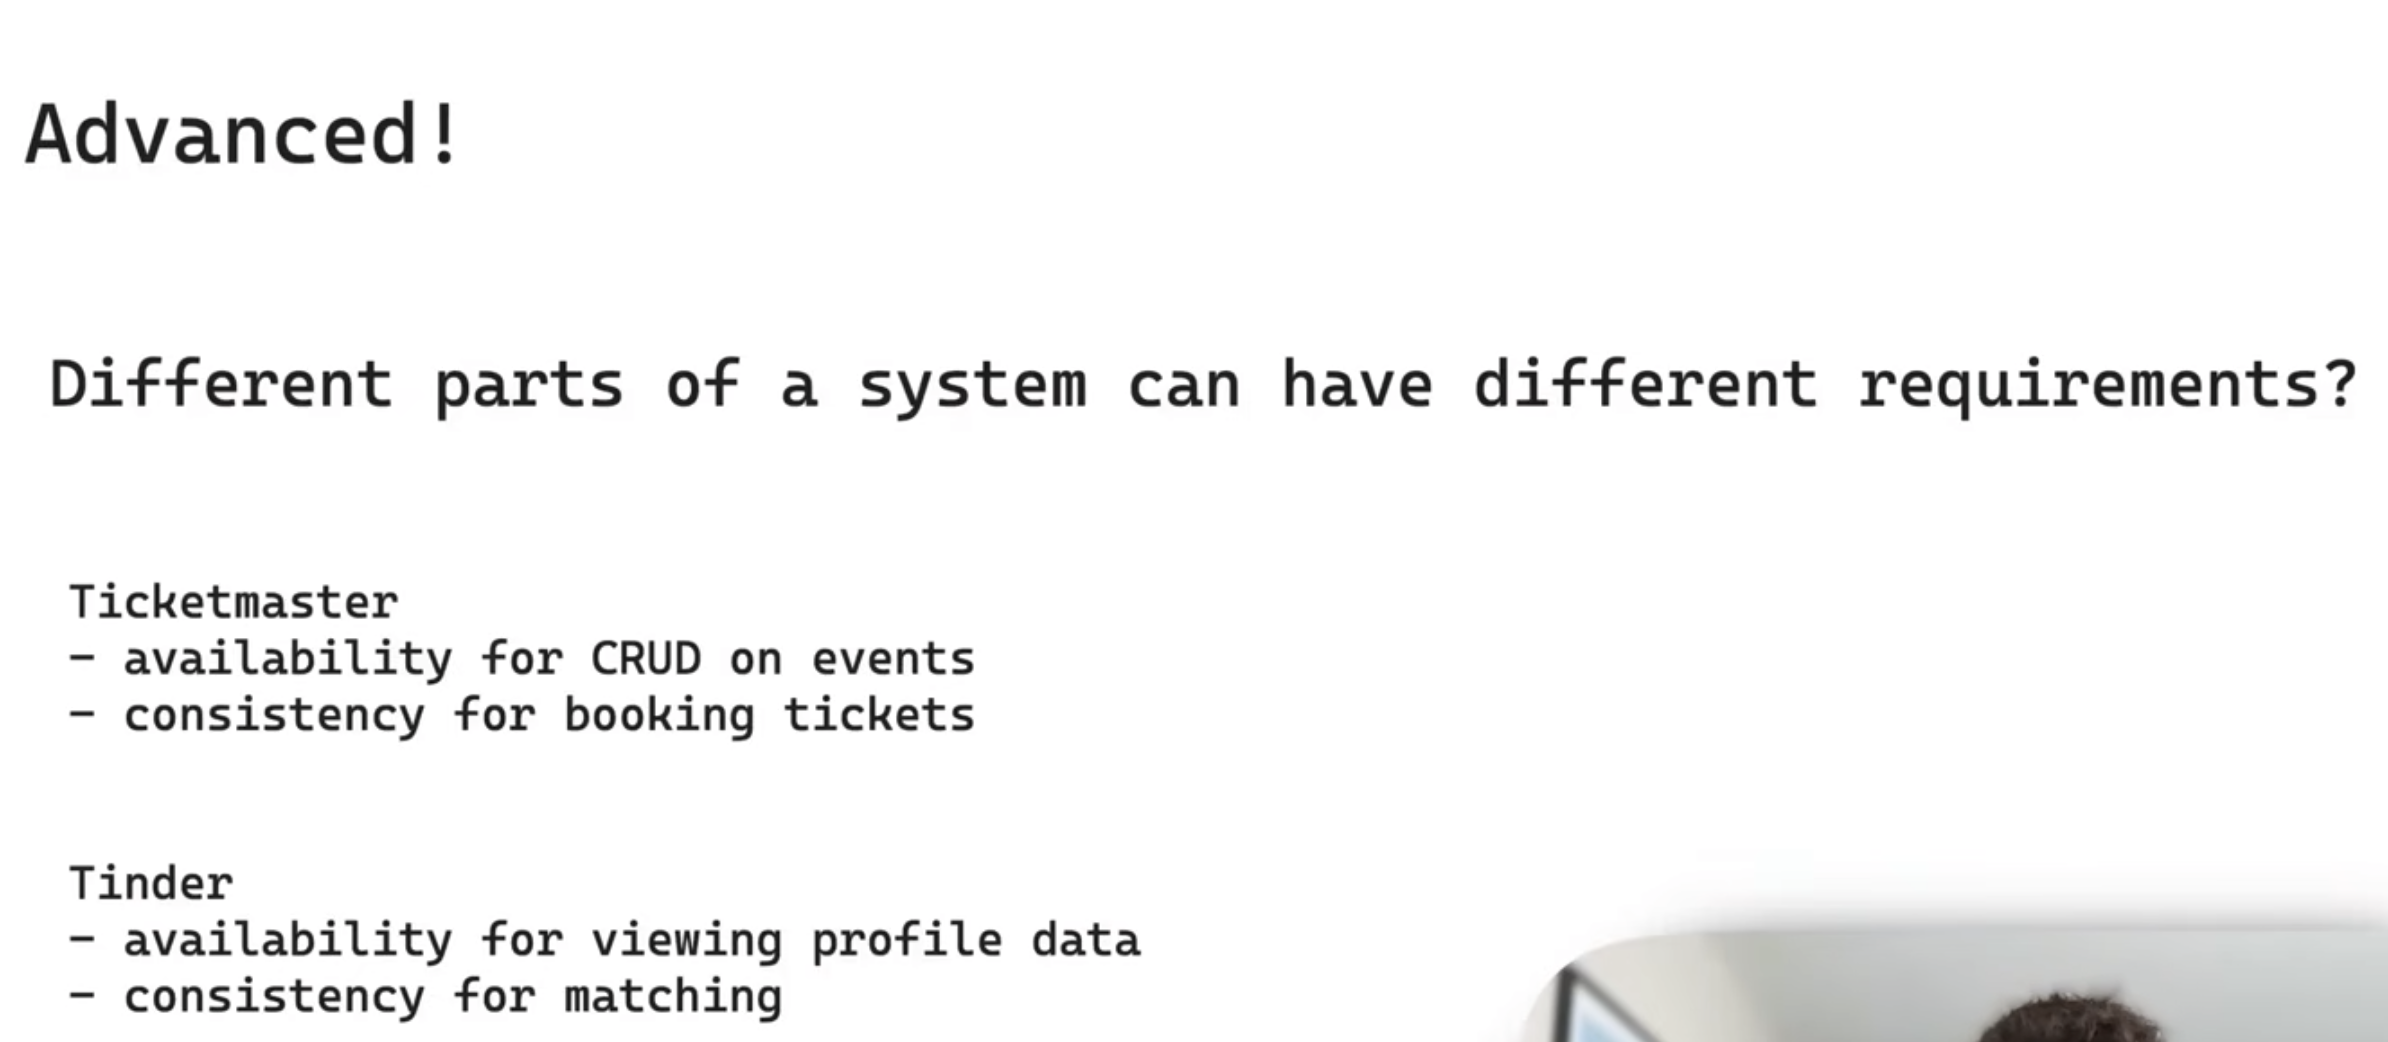 Advanced!
Different parts of a system can have different requirements?
Ticketmaster
- availability for CRUD on events
- consistency for booking tickets
Tinder
- availability for viewing profile data
- consistency for matching